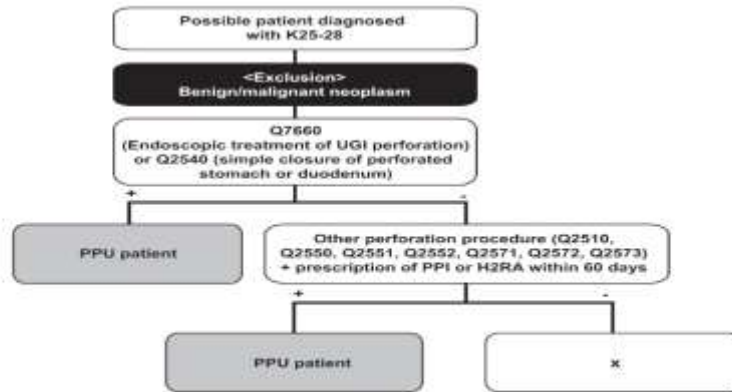 Possible patient diagnosed
with K25-28
<Exclusion>
Benign/malignant neoplasm
Q7660
(Endoscopic treatment of UGI perforation)
or Q2540 (simple closure of perforated
stomach or duodenum)
+
-
PPU patient
Other perforation procedure (Q2510,
Q2550, Q2551, Q2552, Q2571, Q2572, Q2573)
+ prescription of PPI or H2RA within 60 days
+
-
PPU patient
x